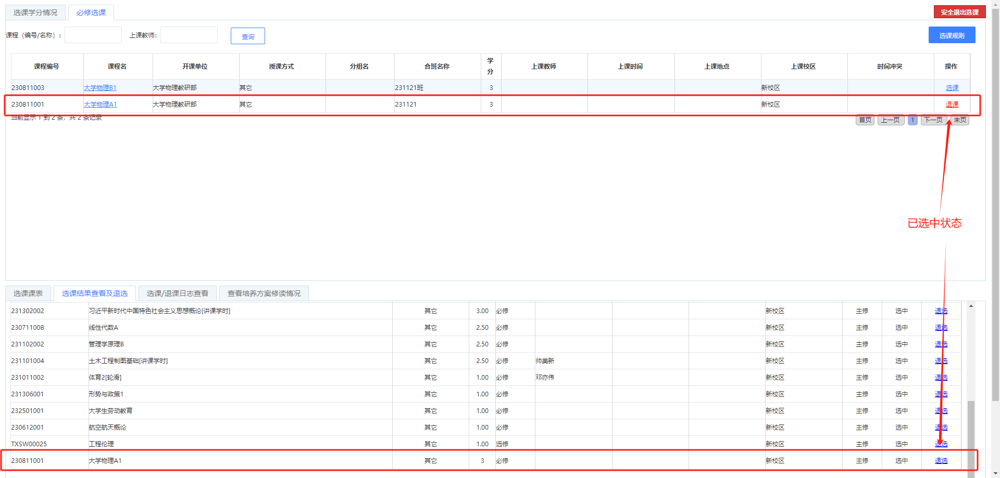 选课学分情况 必修选课 安全退出选课
课程（编号/名称）: 上课教师: 查询 选课规则
课程编号 课程名 开课单位 授课方式 分组名 合班名称 学分 上课教师 上课时间 上课地点 上课校区 时间冲突 操作
230811003 大学物理B1 大学物理教研部 其它 231121班 3 新校区 选课
230811001 大学物理A1 大学物理教研部 其它 231121 3 新校区 退课
当前显示 1 到 2 条，共 2 条记录 首页 上一页 1 下一页 末页
已选中状态
选课课表 选课结果查看及退选 选课/退课日志查看 查看培养方案修读情况
231302002 习近平新时代中国特色社会主义思想概论[讲课学时] 其它 3.00 必修 新校区 主修 选中 退选
230711008 线性代数A 其它 2.50 必修 新校区 主修 选中 退选
231102002 管理学原理B 其它 2.50 必修 新校区 主修 选中 退选
231101004 土木工程制图基础[讲课学时] 其它 2.50 必修 帅美新 新校区 主修 选中 退选
231011002 体育2[轮滑] 其它 1.00 必修 邓亦伟 新校区 主修 选中 退选
231306001 形势与政策1 其它 1.00 必修 新校区 主修 选中 退选
232501001 大学生劳动教育 其它 1.00 必修 新校区 主修 选中 退选
230612001 航空航天概论 其它 1.00 必修 新校区 主修 选中 退选
TXSW00025 工程伦理 其它 1.00 选修 新校区 主修 选中 退选
230811001 大学物理A1 其它 3 必修 新校区 主修 选中 退选